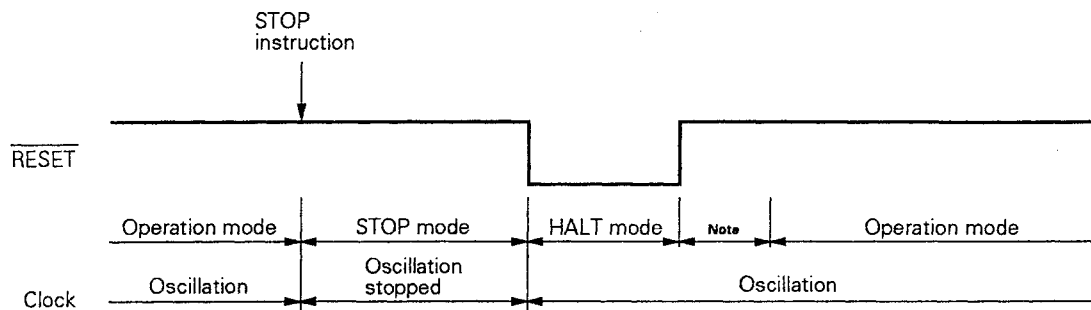 STOP
instruction
RESET
Operation mode STOP mode HALT mode Note Operation mode
Oscillation
Clock Oscillation stopped Oscillation